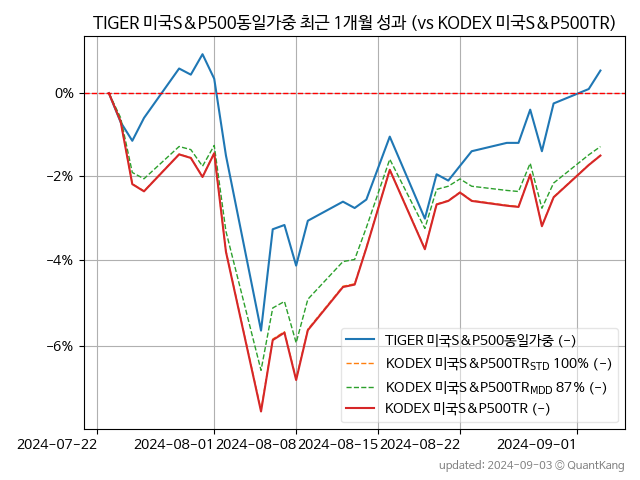 TIGER 미국S&P500동일가중 최근 1개월 성과 (vs KODEX 미국S&P500TR)
0%
−2%
−4%
−6%
TIGER 미국S&P500동일가중 (-)
KODEX 미국S&P500TR_STD 100% (-)
KODEX 미국S&P500TR_MDD 87% (-)
KODEX 미국S&P500TR (-)
2024-07-22 2024-08-01 2024-08-08 2024-08-15 2024-08-22 2024-09-01
updated: 2024-09-03 © QuantKang